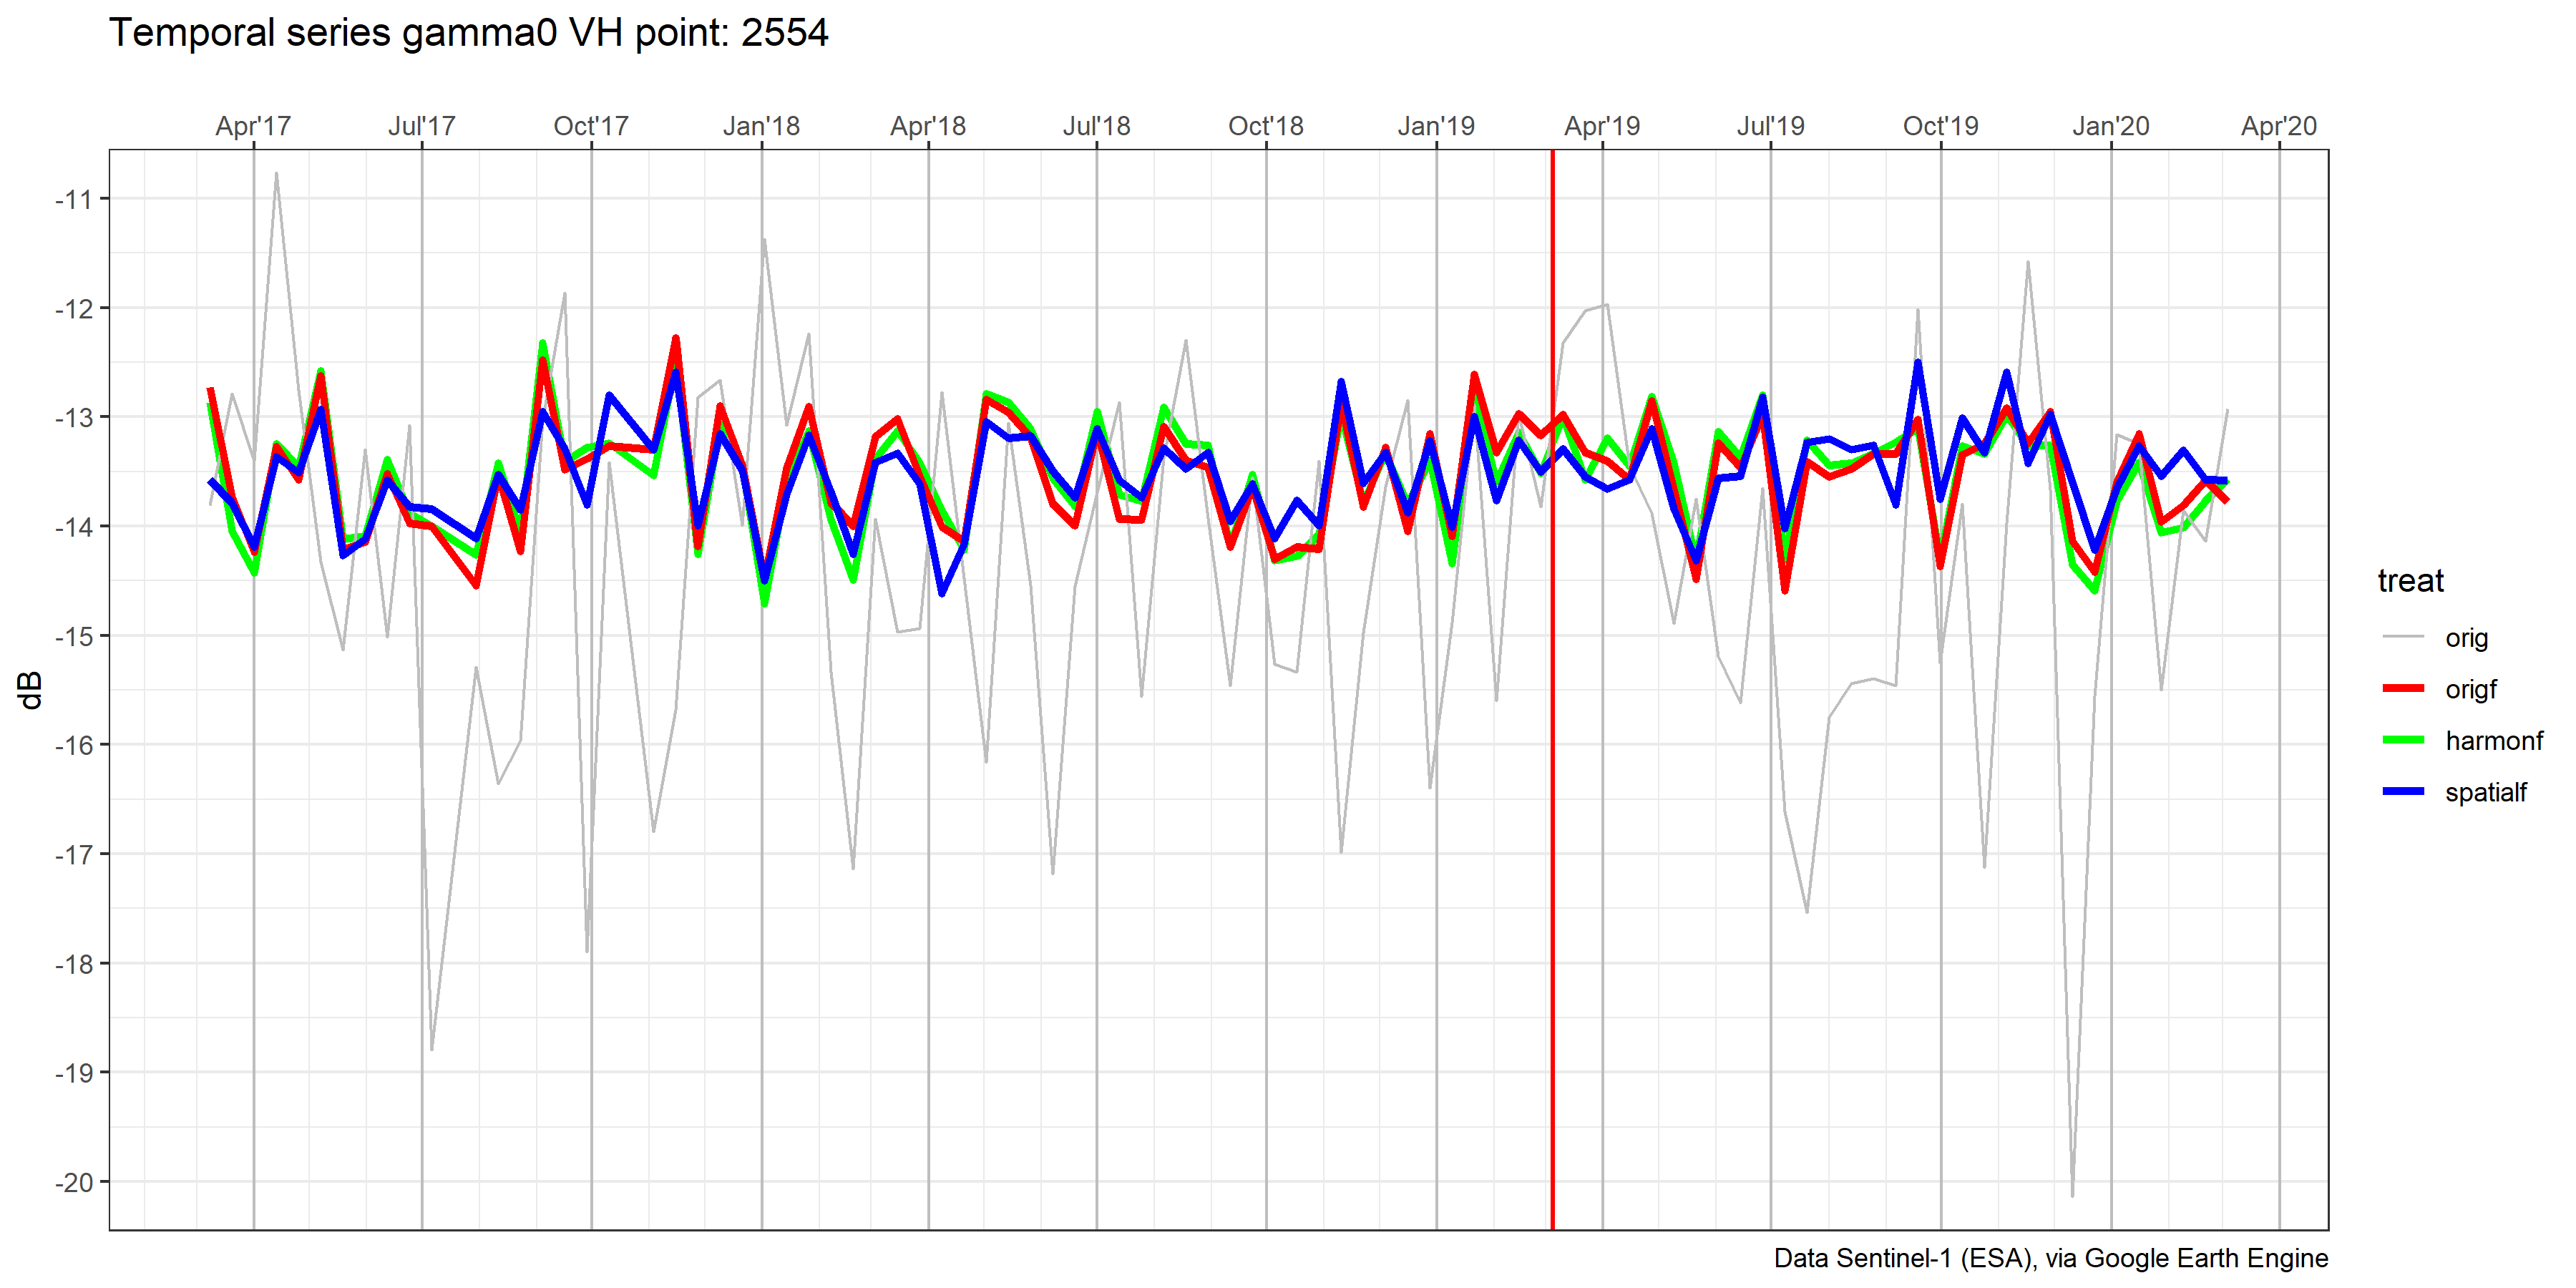 Temporal series gamma0 VH point: 2554
Apr'17 Jul'17 Oct'17 Jan'18 Apr'18 Jul'18 Oct'18 Jan'19 Apr'19 Jul'19 Oct'19 Jan'20 Apr'20
-11
-12
-13
-14
-15
-16
-17
-18
-19
-20
dB
treat
orig
origf
harmonf
spatialf
Data Sentinel-1 (ESA), via Google Earth Engine